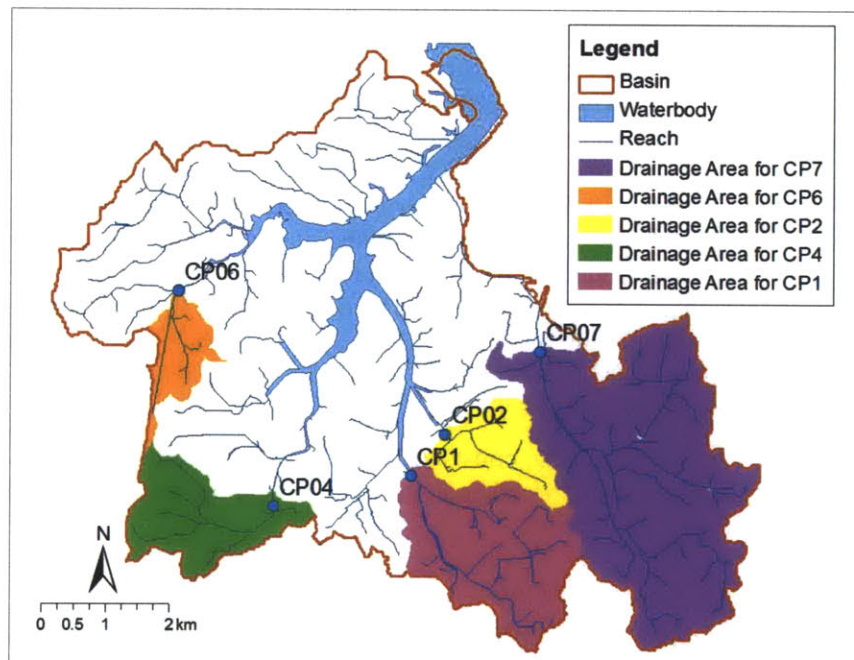 Legend
Basin
Waterbody
Reach
Drainage Area for CP7
Drainage Area for CP6
Drainage Area for CP2
Drainage Area for CP4
Drainage Area for CP1
CP06
CP07
CP02
CP1
CP04
N
0 0.5 1 2 km